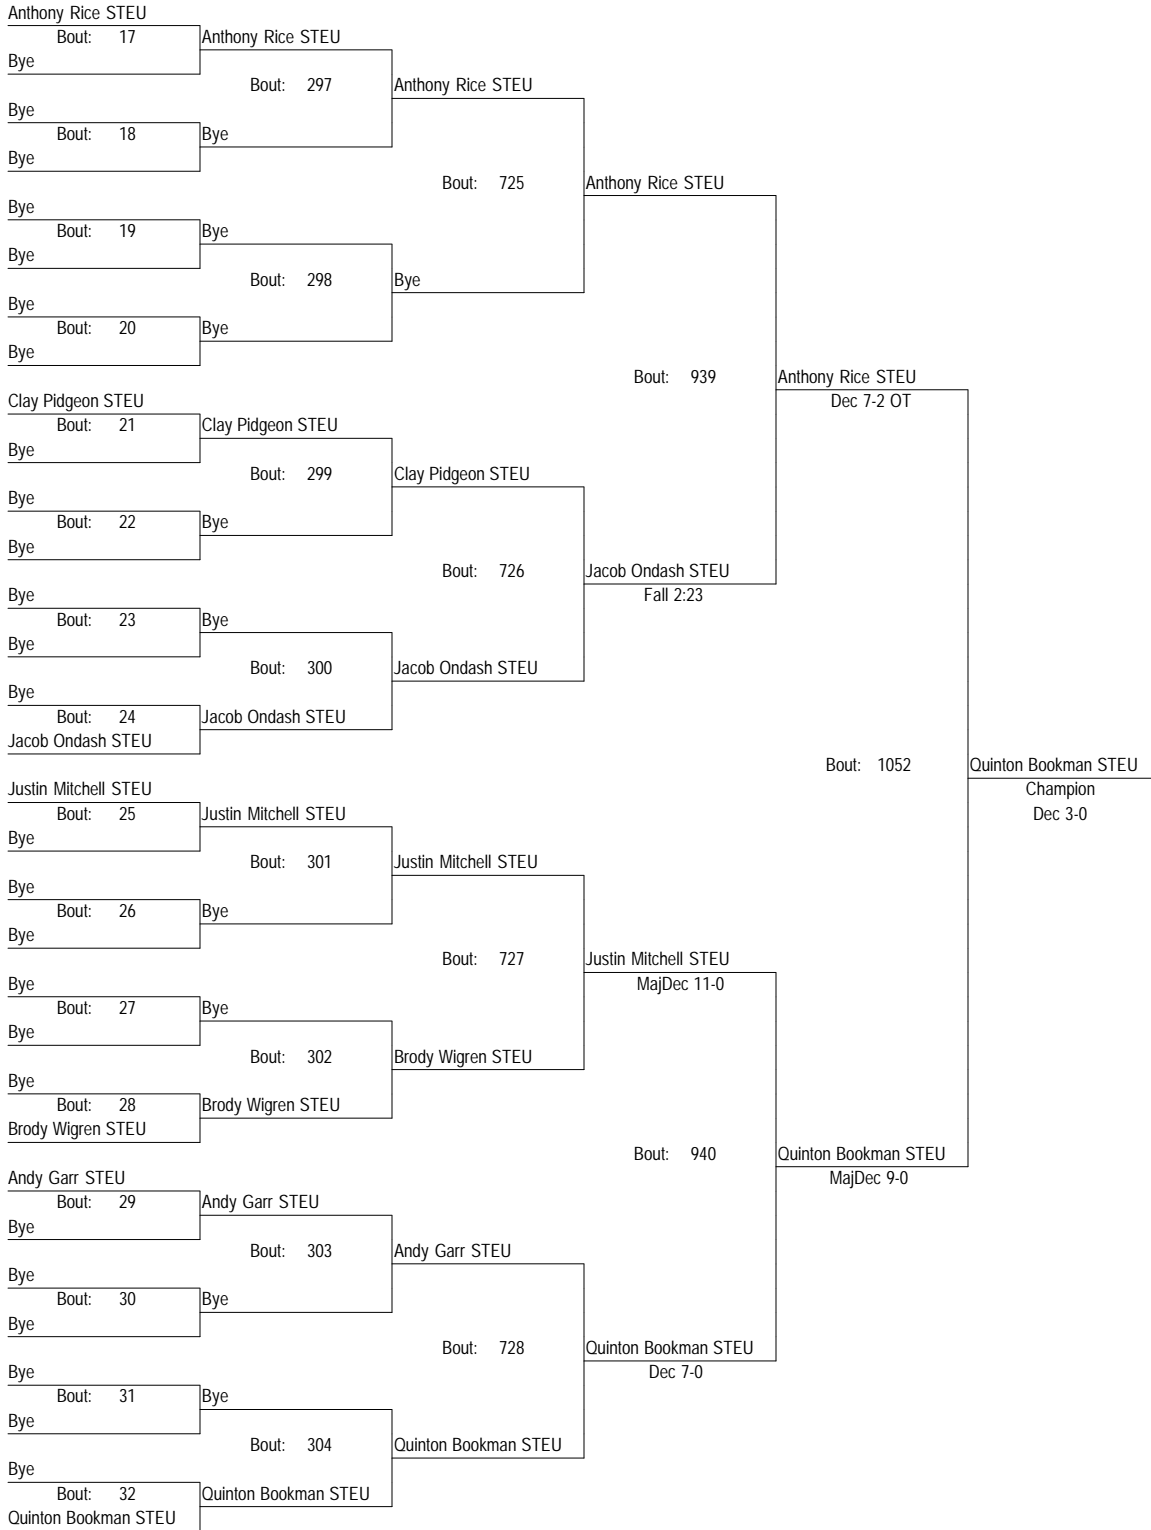 Anthony Rice STEU
Bout: 17 Anthony Rice STEU
Bye
Bout: 297 Anthony Rice STEU
Bye
Bout: 18 Bye
Bye
Bout: 725 Anthony Rice STEU
Bye
Bout: 19 Bye
Bye
Bout: 298 Bye
Bye
Bout: 20 Bye
Bye
Bout: 939 Anthony Rice STEU
Dec 7-2 OT
Clay Pidgeon STEU
Bout: 21 Clay Pidgeon STEU
Bye
Bout: 299 Clay Pidgeon STEU
Bye
Bout: 22 Bye
Bye
Bout: 726 Jacob Ondash STEU
Fall 2:23
Bye
Bout: 23 Bye
Bye
Bout: 300 Jacob Ondash STEU
Bye
Bout: 24 Jacob Ondash STEU
Jacob Ondash STEU
Bout: 1052 Quinton Bookman STEU
Champion
Dec 3-0
Justin Mitchell STEU
Bout: 25 Justin Mitchell STEU
Bye
Bout: 301 Justin Mitchell STEU
Bye
Bout: 26 Bye
Bye
Bout: 727 Justin Mitchell STEU
MajDec 11-0
Bye
Bout: 27 Bye
Bye
Bout: 302 Brody Wigren STEU
Bye
Bout: 28 Brody Wigren STEU
Brody Wigren STEU
Bout: 940 Quinton Bookman STEU
MajDec 9-0
Andy Garr STEU
Bout: 29 Andy Garr STEU
Bye
Bout: 303 Andy Garr STEU
Bye
Bout: 30 Bye
Bye
Bout: 728 Quinton Bookman STEU
Dec 7-0
Bye
Bout: 31 Bye
Bye
Bout: 304 Quinton Bookman STEU
Bye
Bout: 32 Quinton Bookman STEU
Quinton Bookman STEU